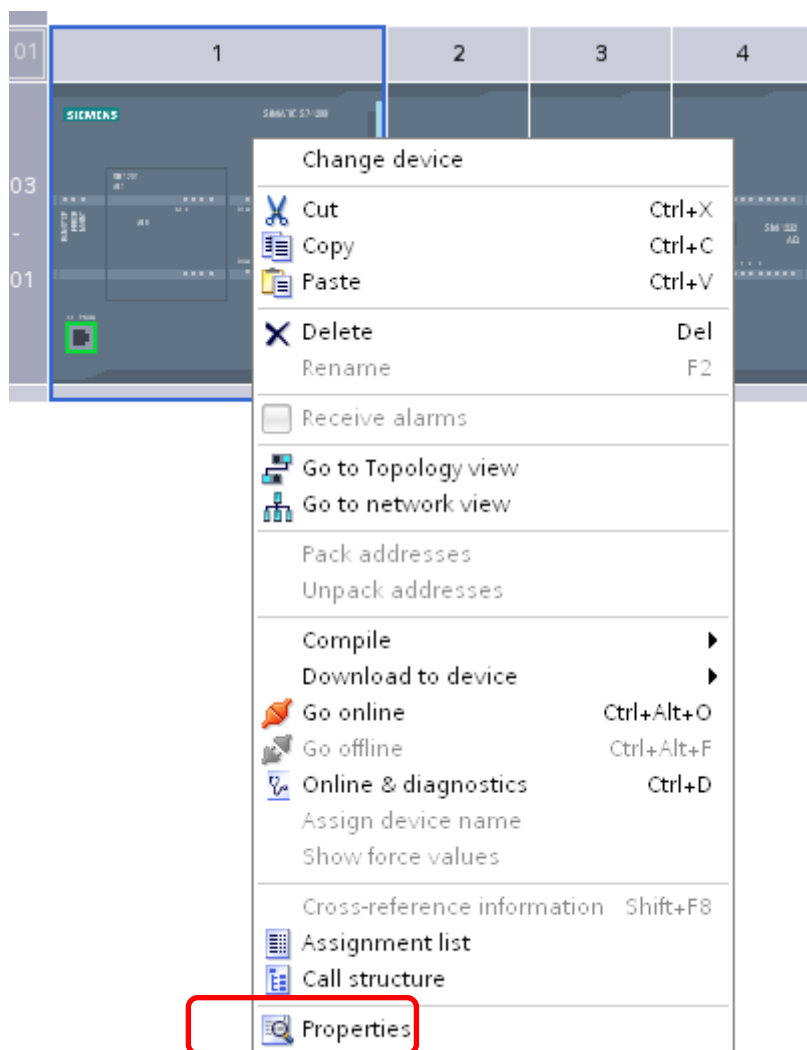 01 1 2 3 4
SIEMENS SIMATIC S7-1200
03
-
01
Change device
Cut Ctrl+X
Copy Ctrl+C
Paste Ctrl+V
Delete Del
Rename F2
Receive alarms
Go to Topology view
Go to network view
Pack addresses
Unpack addresses
Compile
Download to device
Go online Ctrl+Alt+O
Go offline Ctrl+Alt+F
Online & diagnostics Ctrl+D
Assign device name
Show force values
Cross-reference information Shift+F8
Assignment list
Call structure
Properties